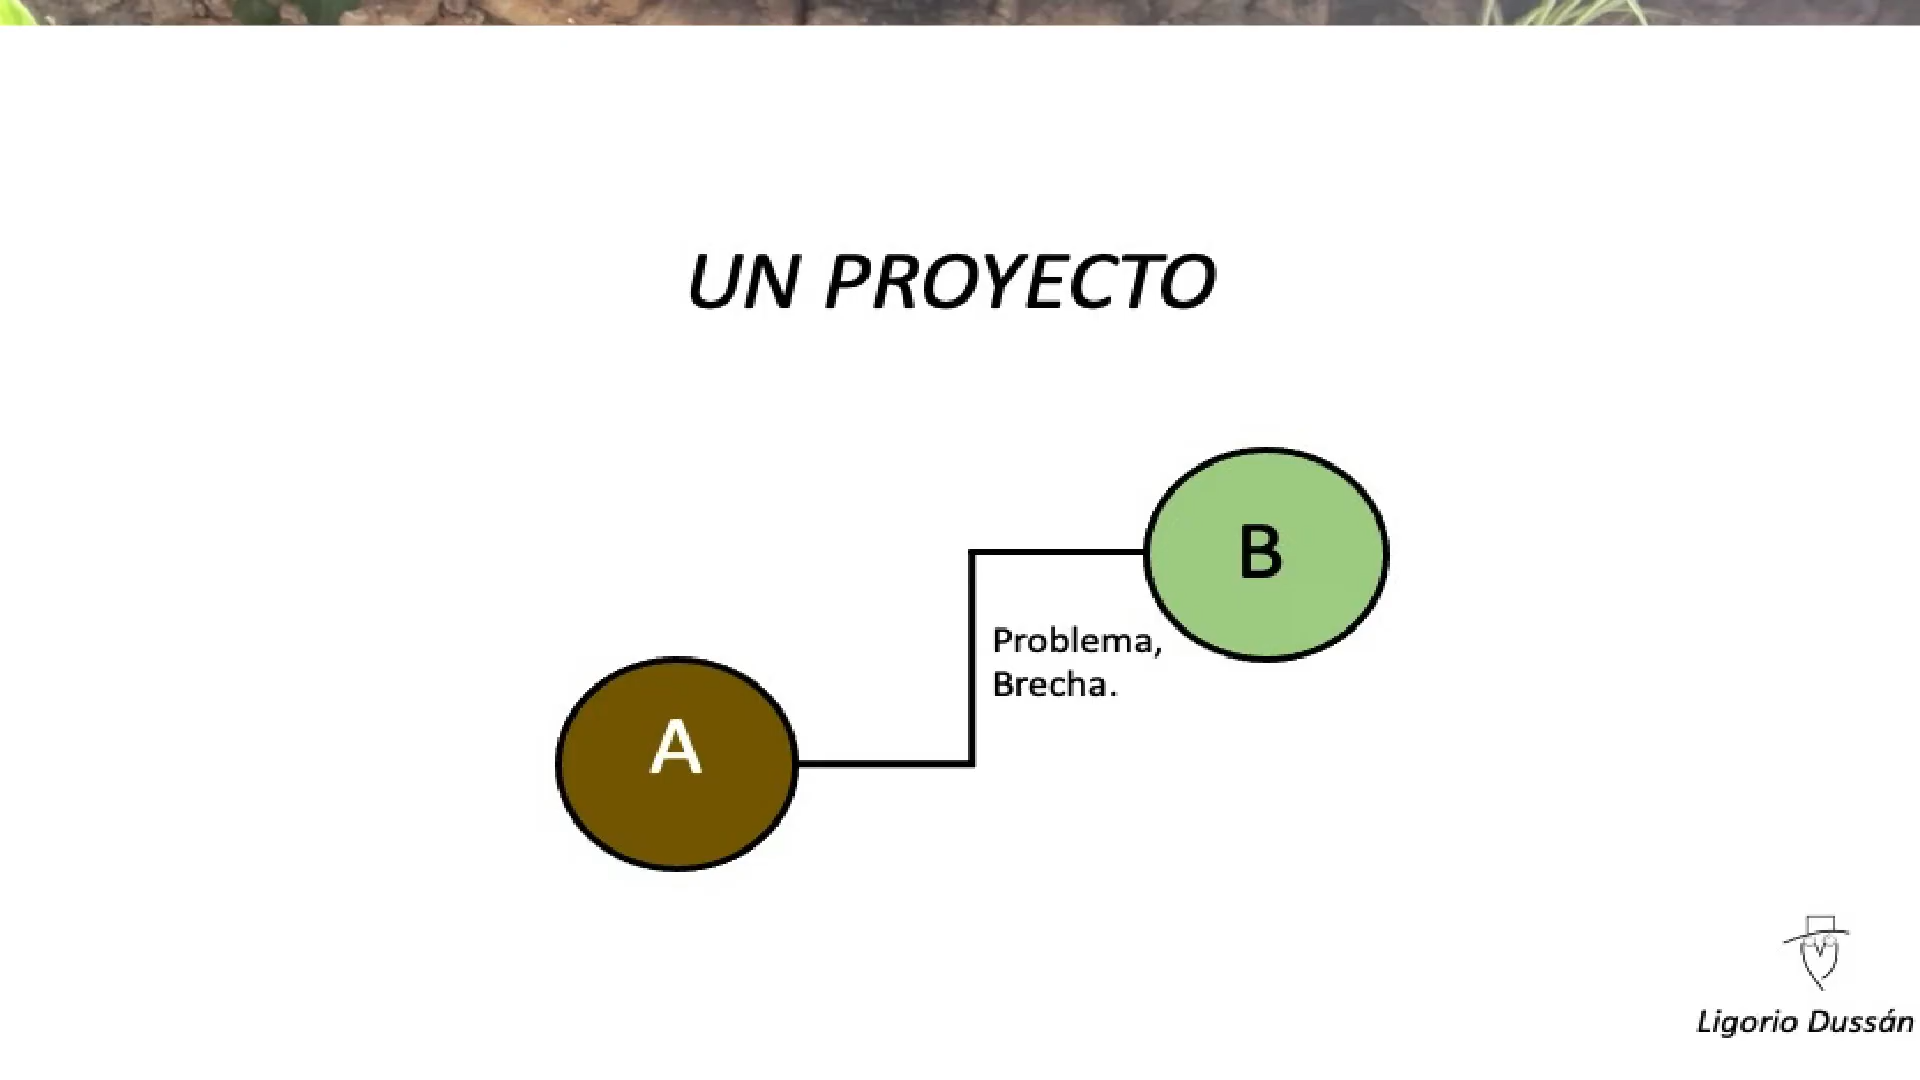 UN PROYECTO
B
Problema,
Brecha.
A
Ligorio Dussán